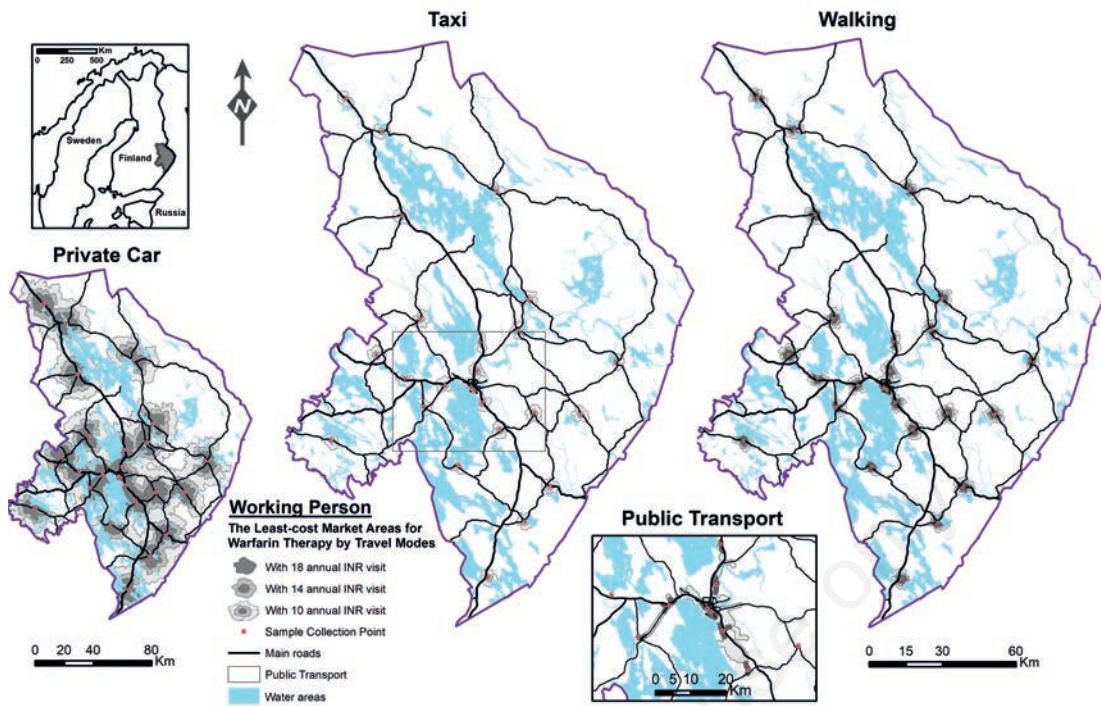 Taxi
Walking
Km
0 250 500
N
Sweden
Finland
Russia
Private Car
Working Person
The Least-cost Market Areas for
Warfarin Therapy by Travel Modes
With 18 annual INR visit
With 14 annual INR visit
With 10 annual INR visit
Sample Collection Point
Main roads
Public Transport
Water areas
0 20 40 80
Km
Public Transport
0 5 10 20
Km
0 15 30 60
Km